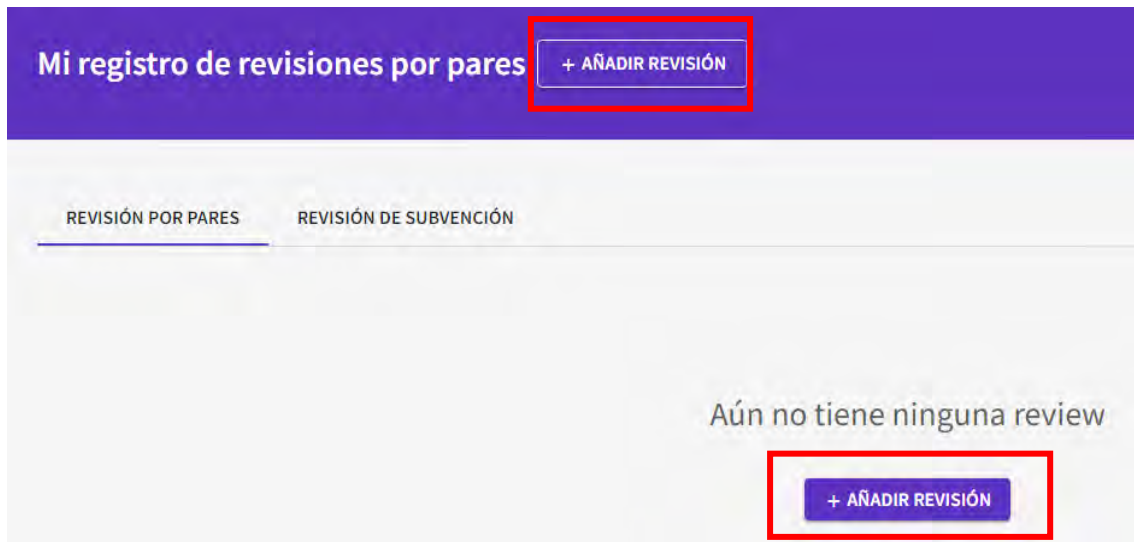 Mi registro de revisiones por pares + AÑADIR REVISIÓN
REVISIÓN POR PARES REVISIÓN DE SUBVENCIÓN
Aún no tiene ninguna review
+ AÑADIR REVISIÓN